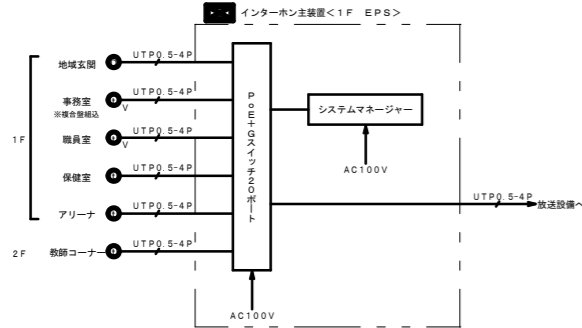 インターホン主装置<1F EPS>
地域玄関
UTP0.5-4P
事務室
※複合盤組込
UTP0.5-4P
V
1F
職員室
UTP0.5-4P
V
保健室
UTP0.5-4P
アリーナ
UTP0.5-4P
2F
教師コーナー
UTP0.5-4P
PoE+Gスイッチ20ポート
システムマネージャー
AC100V
UTP0.5-4P
放送設備へ
AC100V